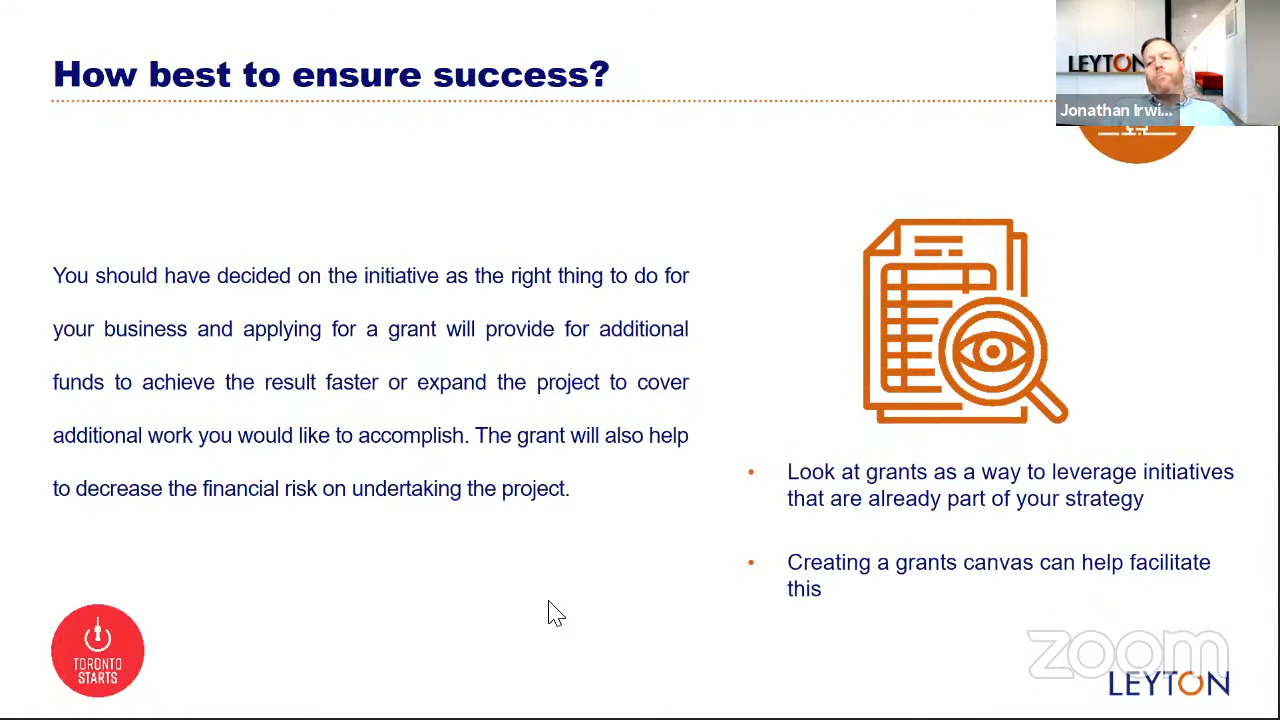 How best to ensure success?
LEYTON
Jonathan Irwi...
You should have decided on the initiative as the right thing to do for
your business and applying for a grant will provide for additional
funds to achieve the result faster or expand the project to cover
additional work you would like to accomplish. The grant will also help
to decrease the financial risk on undertaking the project.
• Look at grants as a way to leverage initiatives
that are already part of your strategy
• Creating a grants canvas can help facilitate
this
TORONTO
STARTS
zoom
LEYTON